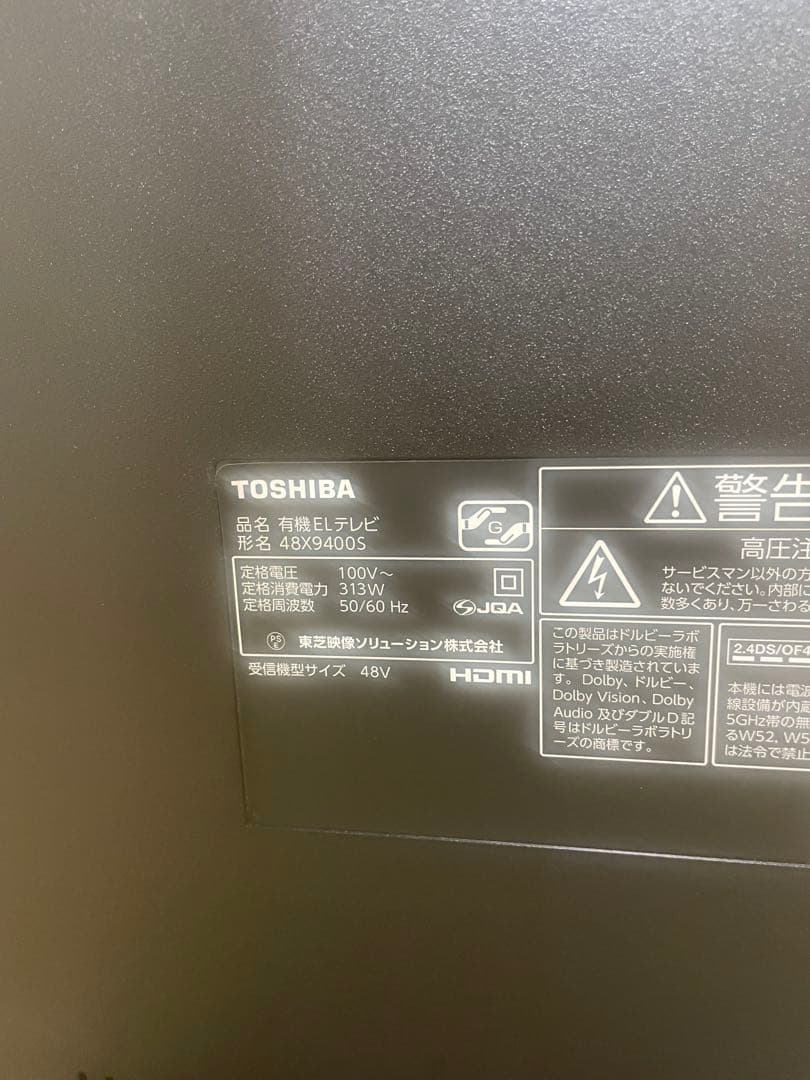 TOSHIBA
品名 有機ELテレビ
形名 48X9400S
G
定格電圧 100V～
定格消費電力 313W
定格周波数 50/60 Hz
JQA
PS
E
東芝映像ソリューション株式会社
受信機型サイズ 48V
HDMI
警告
高圧注
サービスマン以外の方
ないでください。内部に
数多くあり、万一さわる
この製品はドルビーラボ
ラトリーズからの実施権
に基づき製造されていま
す。Dolby、ドルビー、
Dolby Vision、Dolby
Audio 及びダブルD記
号はドルビーラボラトリ
ーズの商標です。
2.4DS/OF4
本機には電波
線設備が内蔵
5GHz帯の無
るW52, W5
は法令で禁止